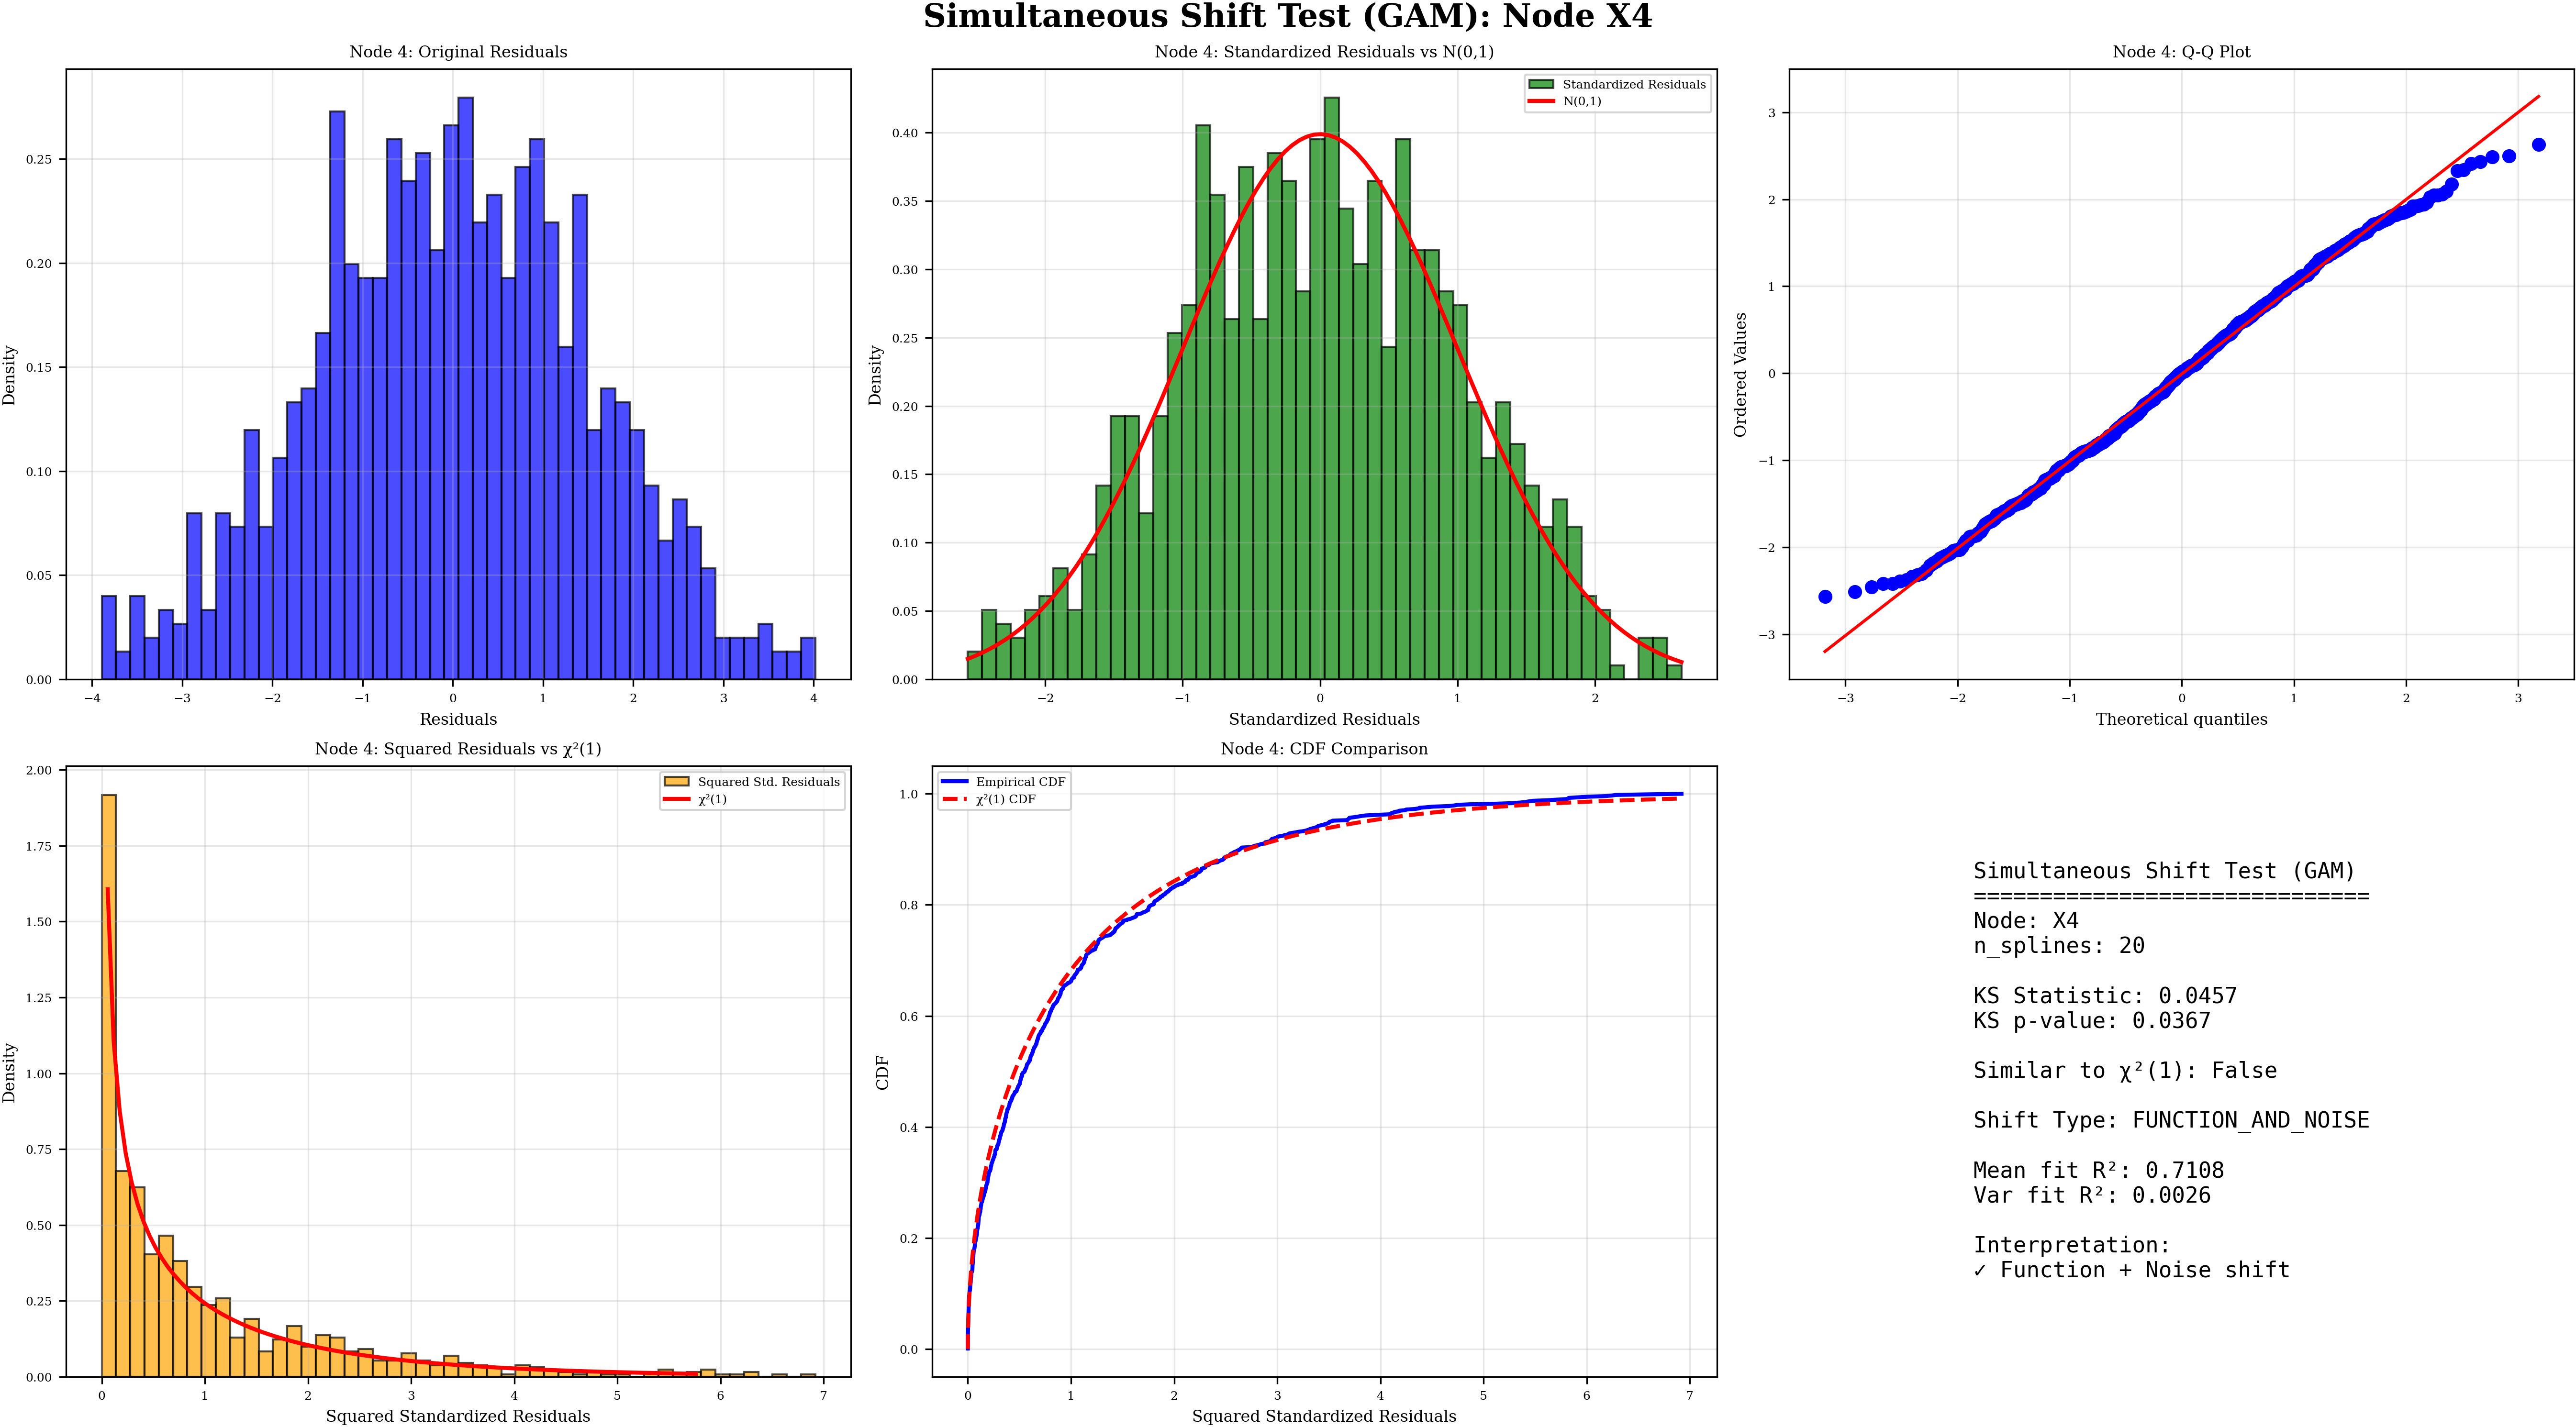 Simultaneous Shift Test (GAM): Node X4
Node 4: Original Residuals
Density
0.25
0.20
0.15
0.10
0.05
0.00
−4 −3 −2 −1 0 1 2 3 4
Residuals
Node 4: Standardized Residuals vs N(0,1)
Standardized Residuals
N(0,1)
Density
0.40
0.35
0.30
0.25
0.20
0.15
0.10
0.05
0.00
−2 −1 0 1 2
Standardized Residuals
Node 4: Q-Q Plot
Ordered Values
3
2
1
0
−1
−2
−3
−3 −2 −1 0 1 2 3
Theoretical quantiles
Node 4: Squared Residuals vs χ²(1)
Squared Std. Residuals
χ²(1)
Density
2.00
1.75
1.50
1.25
1.00
0.75
0.50
0.25
0.00
0 1 2 3 4 5 6 7
Squared Standardized Residuals
Node 4: CDF Comparison
Empirical CDF
χ²(1) CDF
CDF
1.0
0.8
0.6
0.4
0.2
0.0
0 1 2 3 4 5 6 7
Squared Standardized Residuals
Simultaneous Shift Test (GAM)
==============================
Node: X4
n_splines: 20
KS Statistic: 0.0457
KS p-value: 0.0367
Similar to χ²(1): False
Shift Type: FUNCTION_AND_NOISE
Mean fit R²: 0.7108
Var fit R²: 0.0026
Interpretation:
✓ Function + Noise shift